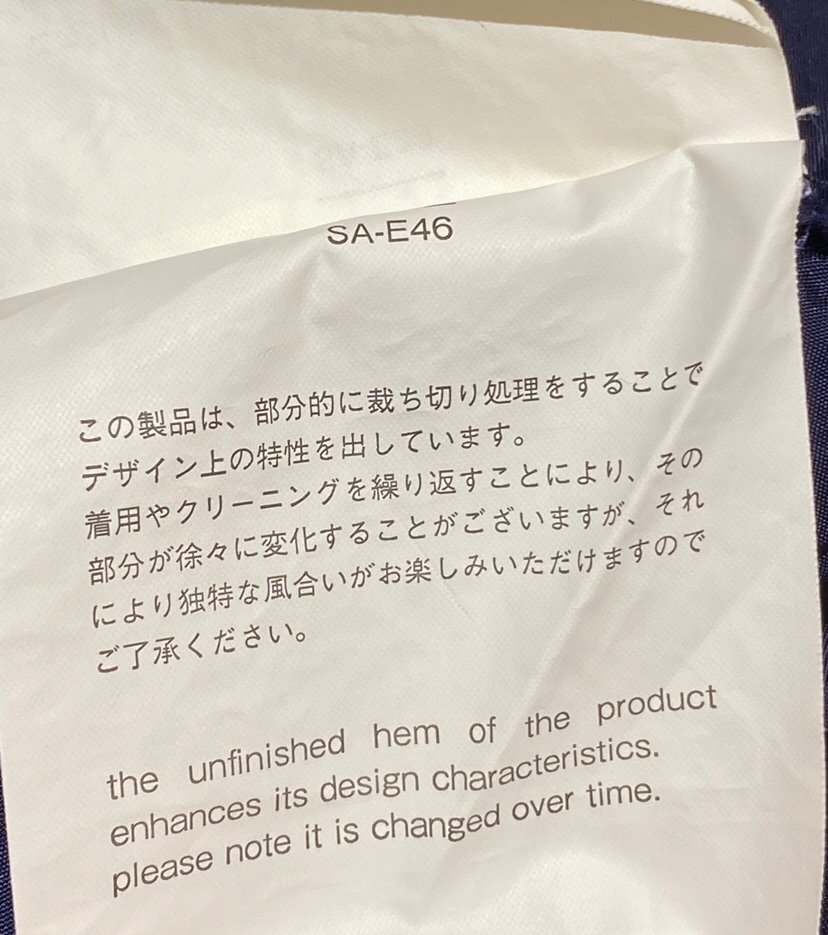 SA-E46
この製品は、部分的に裁ち切り処理をすることで
デザイン上の特性を出しています。
着用やクリーニングを繰り返すことにより、その
部分が徐々に変化することがございますが、それ
により独特な風合いがお楽しみいただけますので
ご了承ください。
the unfinished hem of the product
enhances its design characteristics.
please note it is changed over time.